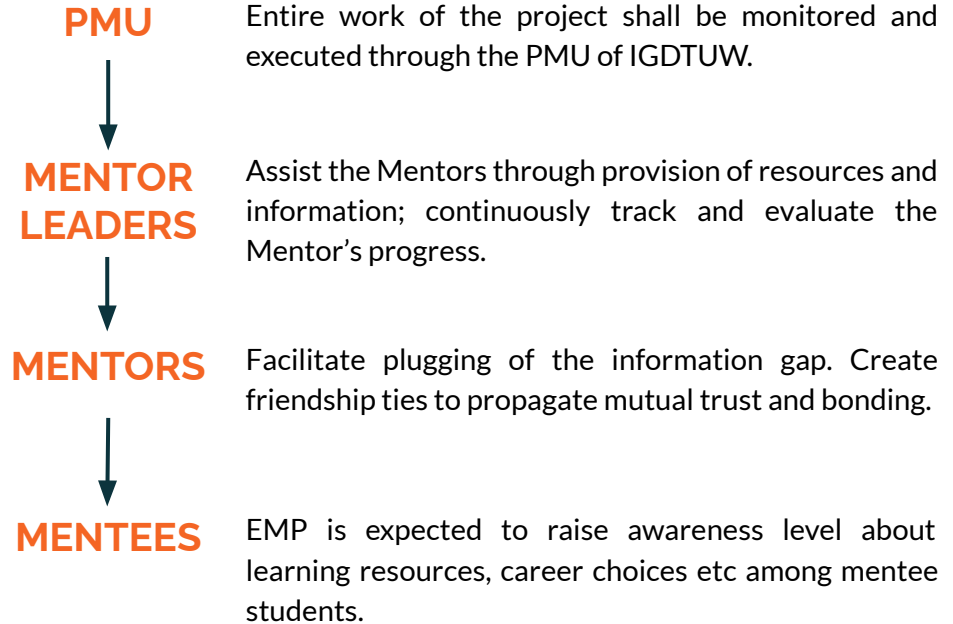 PMU
Entire work of the project shall be monitored and
executed through the PMU of IGDTUW.
MENTOR
LEADERS
Assist the Mentors through provision of resources and
information; continuously track and evaluate the
Mentor's progress.
MENTORS
Facilitate plugging of the information gap. Create
friendship ties to propagate mutual trust and bonding.
MENTEES
EMP is expected to raise awareness level about
learning resources, career choices etc among mentee
students.